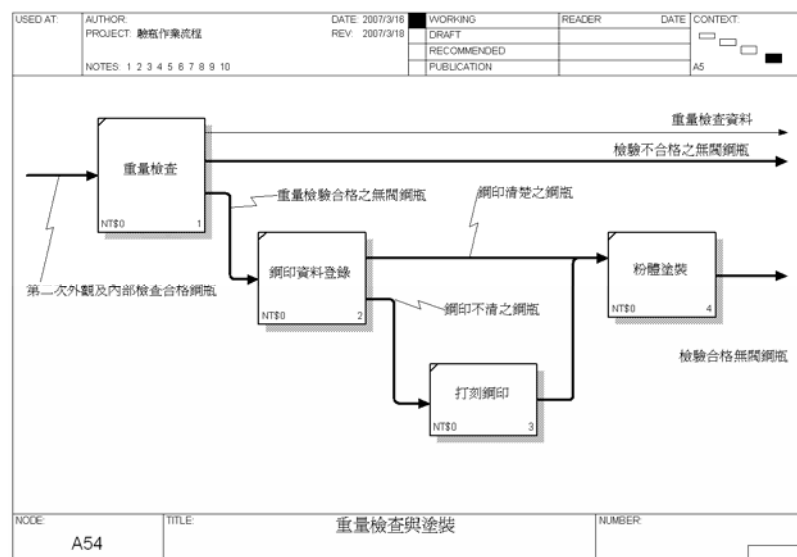 USED AT:
AUTHOR:
DATE: 2007/3/16
PROJECT: 驗瓶作業流程
REV: 2007/3/18
NOTES: 1 2 3 4 5 6 7 8 9 10
WORKING
DRAFT
RECOMMENDED
PUBLICATION
READER
DATE
CONTEXT:
A5
重量檢查資料
檢驗不合格之無閥鋼瓶
重量檢查
NT$0 1
重量檢驗合格之無閥鋼瓶
鋼印清楚之鋼瓶
第二次外觀及內部檢查合格鋼瓶
鋼印資料登錄
NT$0 2
鋼印不清之鋼瓶
粉體塗裝
NT$0 4
檢驗合格無閥鋼瓶
打刻鋼印
NT$0 3
NODE:
A54
TITLE:
重量檢查與塗裝
NUMBER: